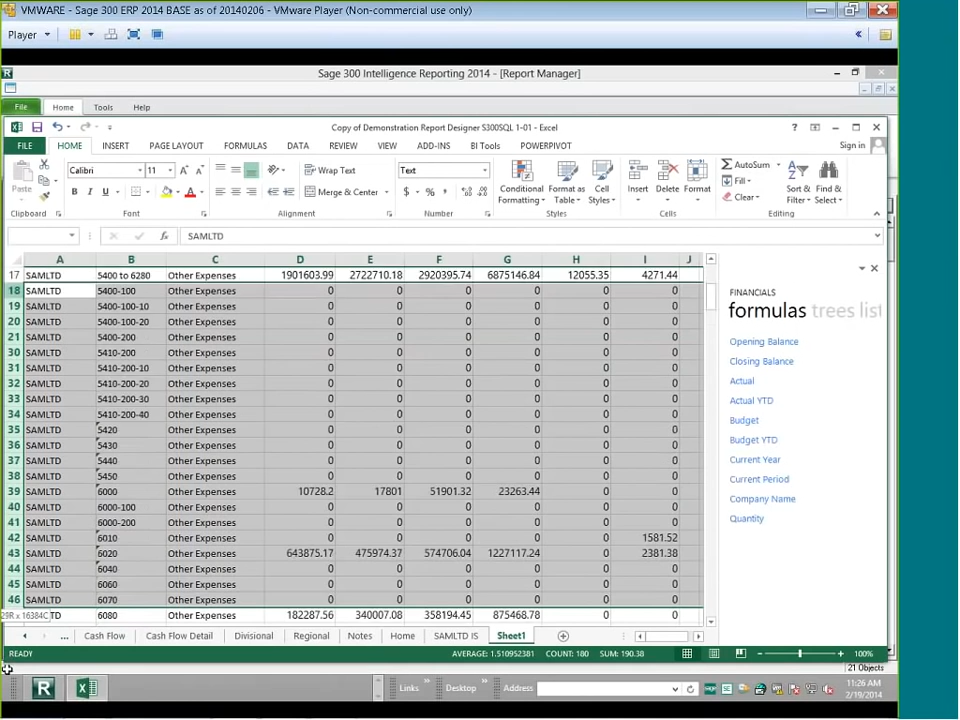 VMWARE - Sage 300 ERP 2014 BASE as of 20140206 - VMware Player (Non-commercial use only)
Player
Sage 300 Intelligence Reporting 2014 - [Report Manager]
File Home Tools Help
Copy of Demonstration Report Designer S300SQL 1-01 - Excel
FILE HOME INSERT PAGE LAYOUT FORMULAS DATA REVIEW VIEW ADD-INS BI Tools POWERPIVOT Sign in
Calibri 11 Wrap Text Text AutoSum
Paste Conditional Format as Cell Insert Delete Format Fill Sort & Find &
B I U Merge & Center $ % Formatting Table Styles Clear Filter Select
Clipboard Font Alignment Number Styles Cells Editing
fx SAMLTD
A B C D E F G H I J
17 SAMLTD 5400 to 6280 Other Expenses 1901603.99 2722710.18 2920395.74 6875146.84 12055.35 4271.44
18 SAMLTD 5400-100 Other Expenses 0 0 0 0 0 0
19 SAMLTD 5400-100-10 Other Expenses 0 0 0 0 0 0
20 SAMLTD 5400-100-20 Other Expenses 0 0 0 0 0 0
21 SAMLTD 5400-200 Other Expenses 0 0 0 0 0 0
30 SAMLTD 5410-200 Other Expenses 0 0 0 0 0 0
31 SAMLTD 5410-200-10 Other Expenses 0 0 0 0 0 0
32 SAMLTD 5410-200-20 Other Expenses 0 0 0 0 0 0
33 SAMLTD 5410-200-30 Other Expenses 0 0 0 0 0 0
34 SAMLTD 5410-200-40 Other Expenses 0 0 0 0 0 0
35 SAMLTD 5420 Other Expenses 0 0 0 0 0 0
36 SAMLTD 5430 Other Expenses 0 0 0 0 0 0
37 SAMLTD 5440 Other Expenses 0 0 0 0 0 0
38 SAMLTD 5450 Other Expenses 0 0 0 0 0 0
39 SAMLTD 6000 Other Expenses 10728.2 17801 51901.32 23263.44 0 0
40 SAMLTD 6000-100 Other Expenses 0 0 0 0 0 0
41 SAMLTD 6000-200 Other Expenses 0 0 0 0 0 0
42 SAMLTD 6010 Other Expenses 0 0 0 0 0 1581.52
43 SAMLTD 6020 Other Expenses 643875.17 475974.37 574706.04 1227117.24 0 2381.38
44 SAMLTD 6040 Other Expenses 0 0 0 0 0 0
45 SAMLTD 6060 Other Expenses 0 0 0 0 0 0
46 SAMLTD 6070 Other Expenses 0 0 0 0 0 0
29R x 16384C TD 6080 Other Expenses 182287.56 340007.08 358194.45 875468.78 0 0
FINANCIALS
formulas trees list
Opening Balance
Closing Balance
Actual
Actual YTD
Budget
Budget YTD
Current Year
Current Period
Company Name
Quantity
... Cash Flow Cash Flow Detail Divisional Regional Notes Home SAMLTD IS Sheet1
READY AVERAGE: 1.510952381 COUNT: 180 SUM: 190.38 100%
21 Objects
Links Desktop Address
11:26 AM
2/19/2014